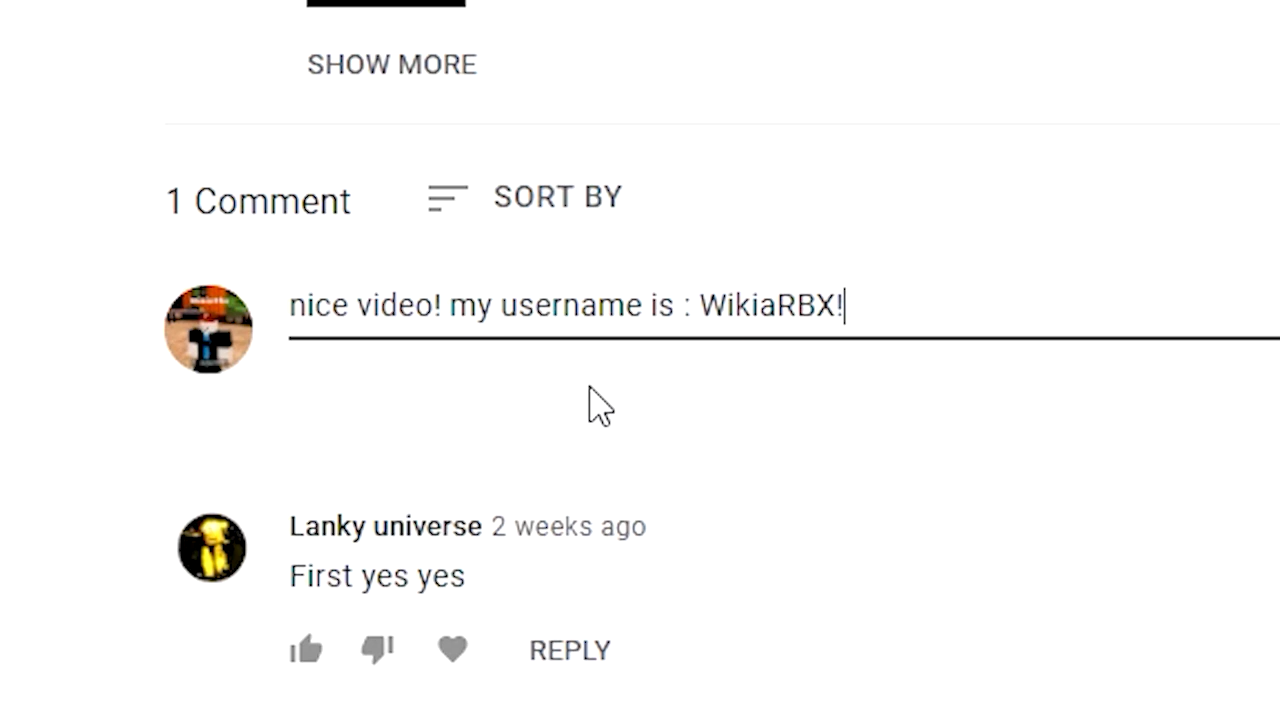 SHOW MORE
1 Comment
SORT BY
nice video! my username is : WikiaRBX!
Lanky universe 2 weeks ago
First yes yes
REPLY